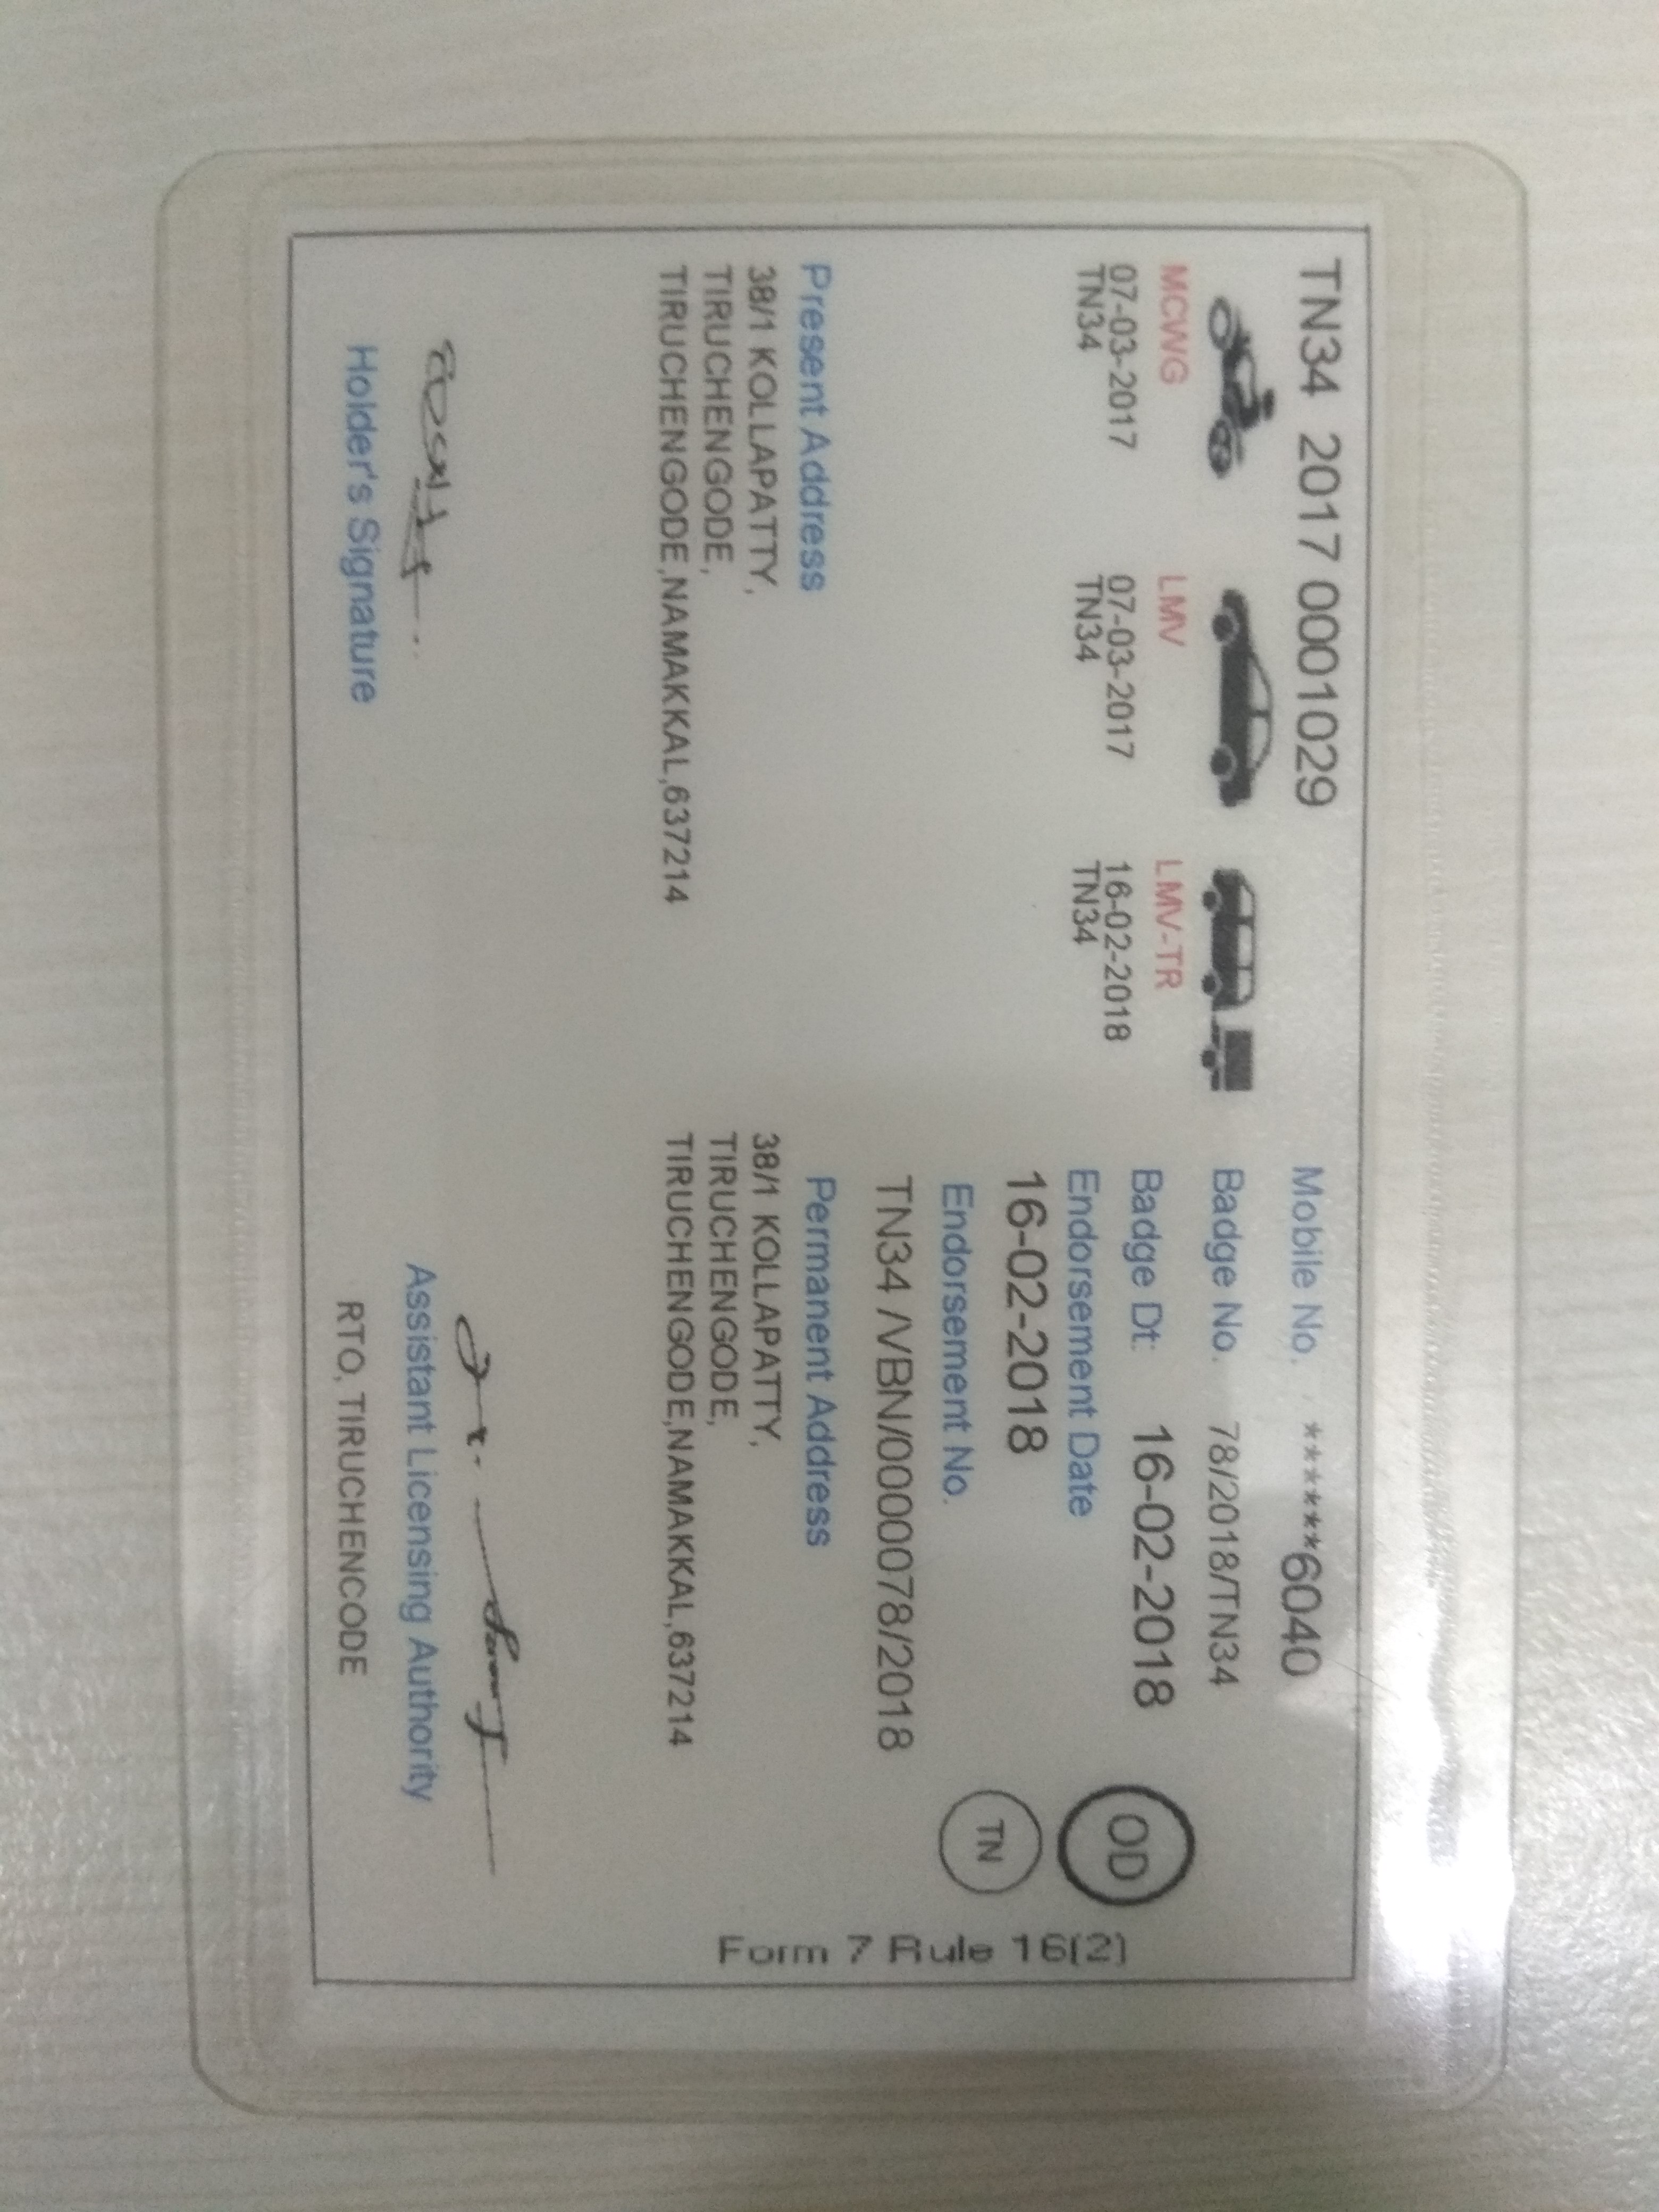 TN34 2017 0001029
Mobile No. ******6040
MCWG
07-03-2017
TN34
LMV
07-03-2017
TN34
LMV-TR
16-02-2018
TN34
Badge No. 78/2018/TN34
Badge Dt: 16-02-2018
Endorsement Date
16-02-2018
Endorsement No.
TN34 /VBN/0000078/2018
OD
TN
Form 7 Rule 16(2)
Present Address
38/1 KOLLAPATTY,
TIRUCHENGODE,
TIRUCHENGODE,NAMAKKAL,637214
Permanent Address
38/1 KOLLAPATTY,
TIRUCHENGODE,
TIRUCHENGODE,NAMAKKAL,637214
Holder's Signature
Assistant Licensing Authority
RTO, TIRUCHENCODE